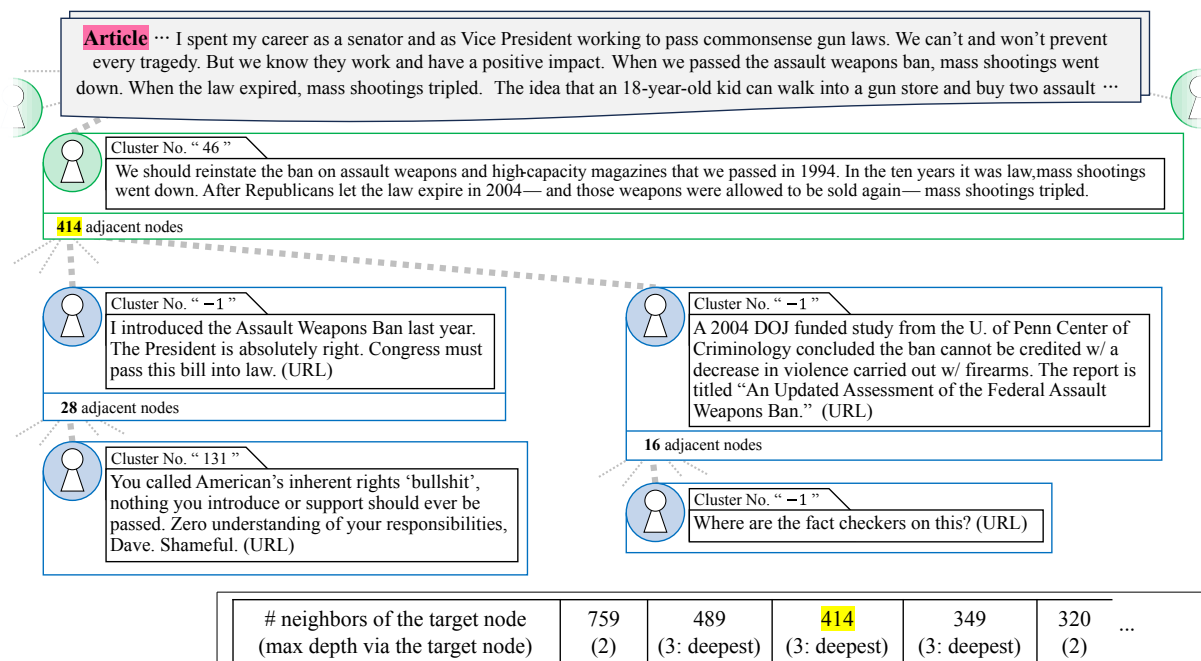 Article ··· I spent my career as a senator and as Vice President working to pass commonsense gun laws. We can't and won't prevent
every tragedy. But we know they work and have a positive impact. When we passed the assault weapons ban, mass shootings went
down. When the law expired, mass shootings tripled. The idea that an 18-year-old kid can walk into a gun store and buy two assault ···
Cluster No. “ 46 ”
We should reinstate the ban on assault weapons and high-capacity magazines that we passed in 1994. In the ten years it was law,mass shootings
went down. After Republicans let the law expire in 2004— and those weapons were allowed to be sold again— mass shootings tripled.
414 adjacent nodes
Cluster No. “ −1 ”
I introduced the Assault Weapons Ban last year.
The President is absolutely right. Congress must
pass this bill into law. (URL)
28 adjacent nodes
Cluster No. “ 131 ”
You called American's inherent rights ‘bullshit’,
nothing you introduce or support should ever be
passed. Zero understanding of your responsibilities,
Dave. Shameful. (URL)
Cluster No. “ −1 ”
A 2004 DOJ funded study from the U. of Penn Center of
Criminology concluded the ban cannot be credited w/ a
decrease in violence carried out w/ firearms. The report is
titled “An Updated Assessment of the Federal Assault
Weapons Ban.” (URL)
16 adjacent nodes
Cluster No. “ −1 ”
Where are the fact checkers on this? (URL)
# neighbors of the target node 759 489 414 349 320 ...
(max depth via the target node) (2) (3: deepest) (3: deepest) (3: deepest) (2)